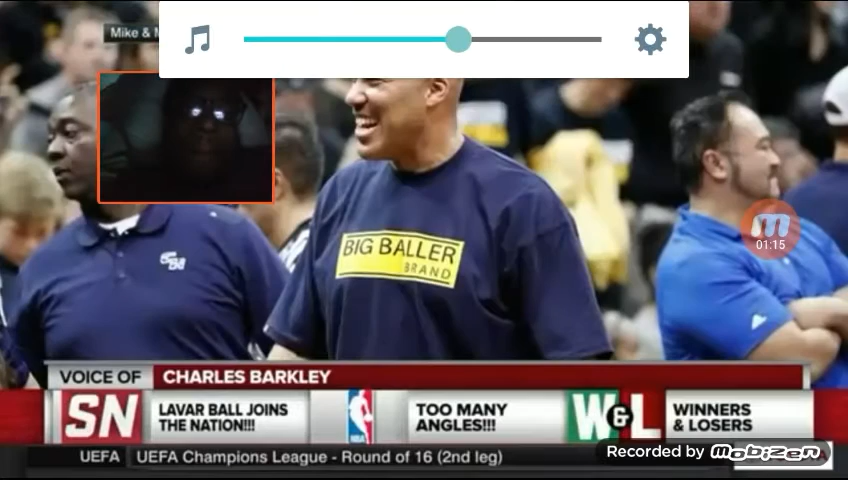 Mike & M
BIG BALLER
BRAND
01:15
VOICE OF
CHARLES BARKLEY
SN
LAVAR BALL JOINS
THE NATION!!!
NBA
TOO MANY
ANGLES!!!
W&L
WINNERS
& LOSERS
UEFA
UEFA Champions League - Round of 16 (2nd leg)
Recorded by MOBIZEN